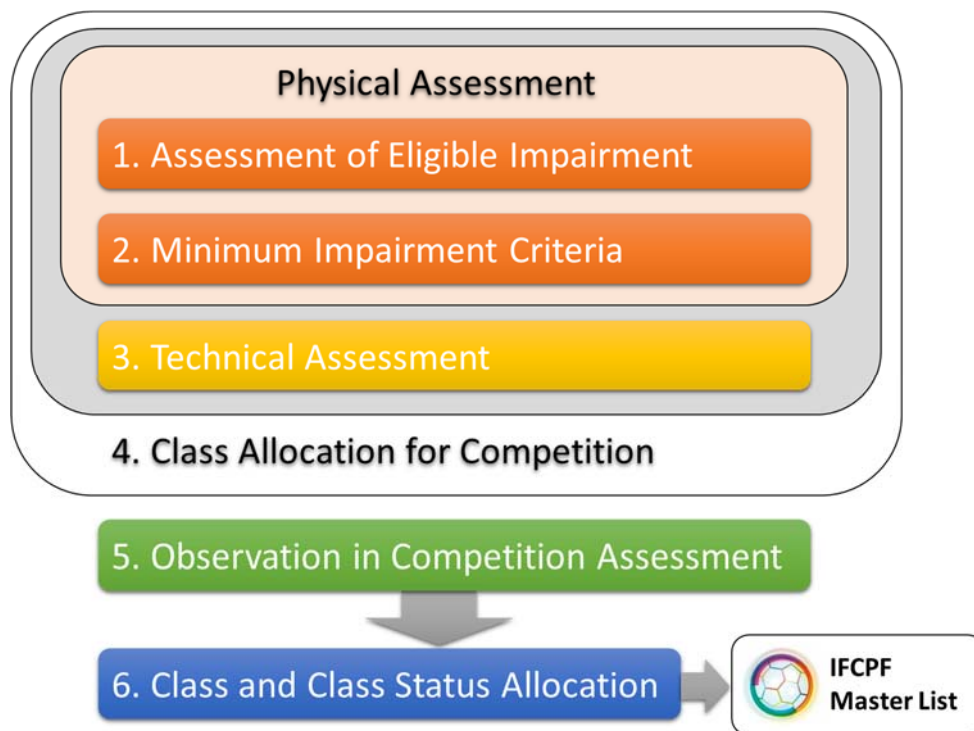 Physical Assessment
1. Assessment of Eligible Impairment
2. Minimum Impairment Criteria
3. Technical Assessment
4. Class Allocation for Competition
5. Observation in Competition Assessment
6. Class and Class Status Allocation
IFCPF
Master List